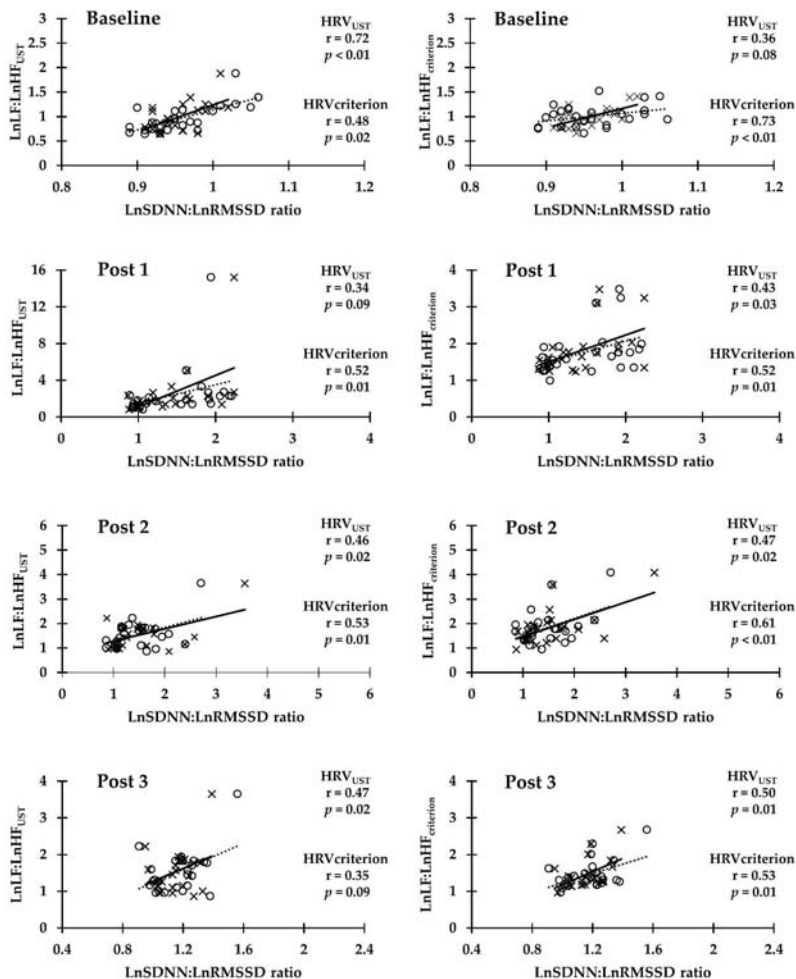 Baseline
HRVUST
r = 0.72
p < 0.01
HRVcriterion
r = 0.48
p = 0.02
LnLF:LnHFUST
3
2.5
2
1.5
1
0.5
0
0.8 0.9 1 1.1 1.2
LnSDNN:LnRMSSD ratio
Baseline
HRVUST
r = 0.36
p = 0.08
HRVcriterion
r = 0.73
p < 0.01
LnLF:LnHFcriterion
3
2.5
2
1.5
1
0.5
0
0.8 0.9 1 1.1 1.2
LnSDNN:LnRMSSD ratio
Post 1
HRVUST
r = 0.34
p = 0.09
HRVcriterion
r = 0.52
p = 0.01
LnLF:LnHFUST
16
12
8
4
0
0 1 2 3 4
LnSDNN:LnRMSSD ratio
Post 1
HRVUST
r = 0.43
p = 0.03
HRVcriterion
r = 0.52
p = 0.01
LnLF:LnHFcriterion
4
3
2
1
0
0 1 2 3 4
LnSDNN:LnRMSSD ratio
Post 2
HRVUST
r = 0.46
p = 0.02
HRVcriterion
r = 0.53
p = 0.01
LnLF:LnHFUST
6
5
4
3
2
1
0
0 1 2 3 4 5 6
LnSDNN:LnRMSSD ratio
Post 2
HRVUST
r = 0.47
p = 0.02
HRVcriterion
r = 0.61
p < 0.01
LnLF:LnHFcriterion
6
5
4
3
2
1
0
0 1 2 3 4 5 6
LnSDNN:LnRMSSD ratio
Post 3
HRVUST
r = 0.47
p = 0.02
HRVcriterion
r = 0.35
p = 0.09
LnLF:LnHFUST
4
3
2
1
0
0.4 0.8 1.2 1.6 2 2.4
LnSDNN:LnRMSSD ratio
Post 3
HRVUST
r = 0.50
p = 0.01
HRVcriterion
r = 0.53
p = 0.01
LnLF:LnHFcriterion
4
3
2
1
0
0.4 0.8 1.2 1.6 2 2.4
LnSDNN:LnRMSSD ratio